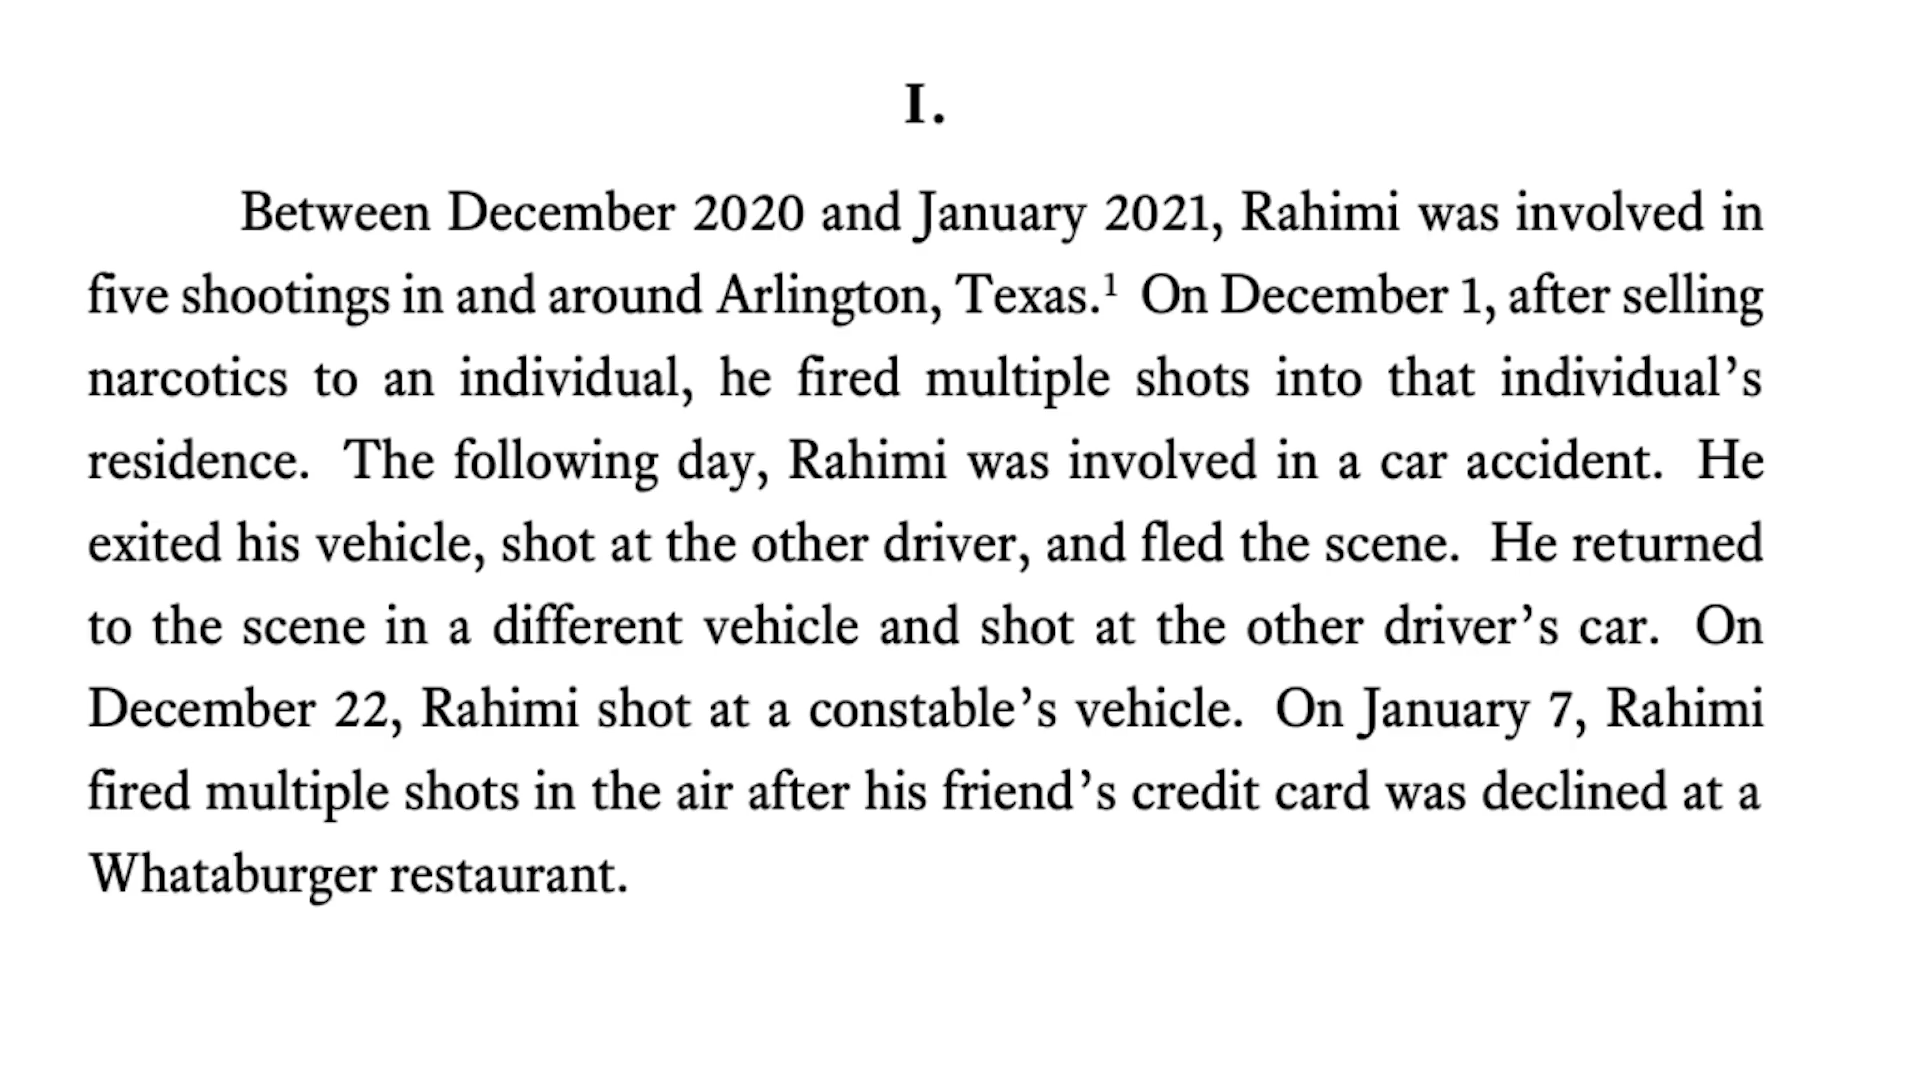 I.
Between December 2020 and January 2021, Rahimi was involved in
five shootings in and around Arlington, Texas.¹ On December 1, after selling
narcotics to an individual, he fired multiple shots into that individual’s
residence. The following day, Rahimi was involved in a car accident. He
exited his vehicle, shot at the other driver, and fled the scene. He returned
to the scene in a different vehicle and shot at the other driver’s car. On
December 22, Rahimi shot at a constable’s vehicle. On January 7, Rahimi
fired multiple shots in the air after his friend’s credit card was declined at a
Whataburger restaurant.